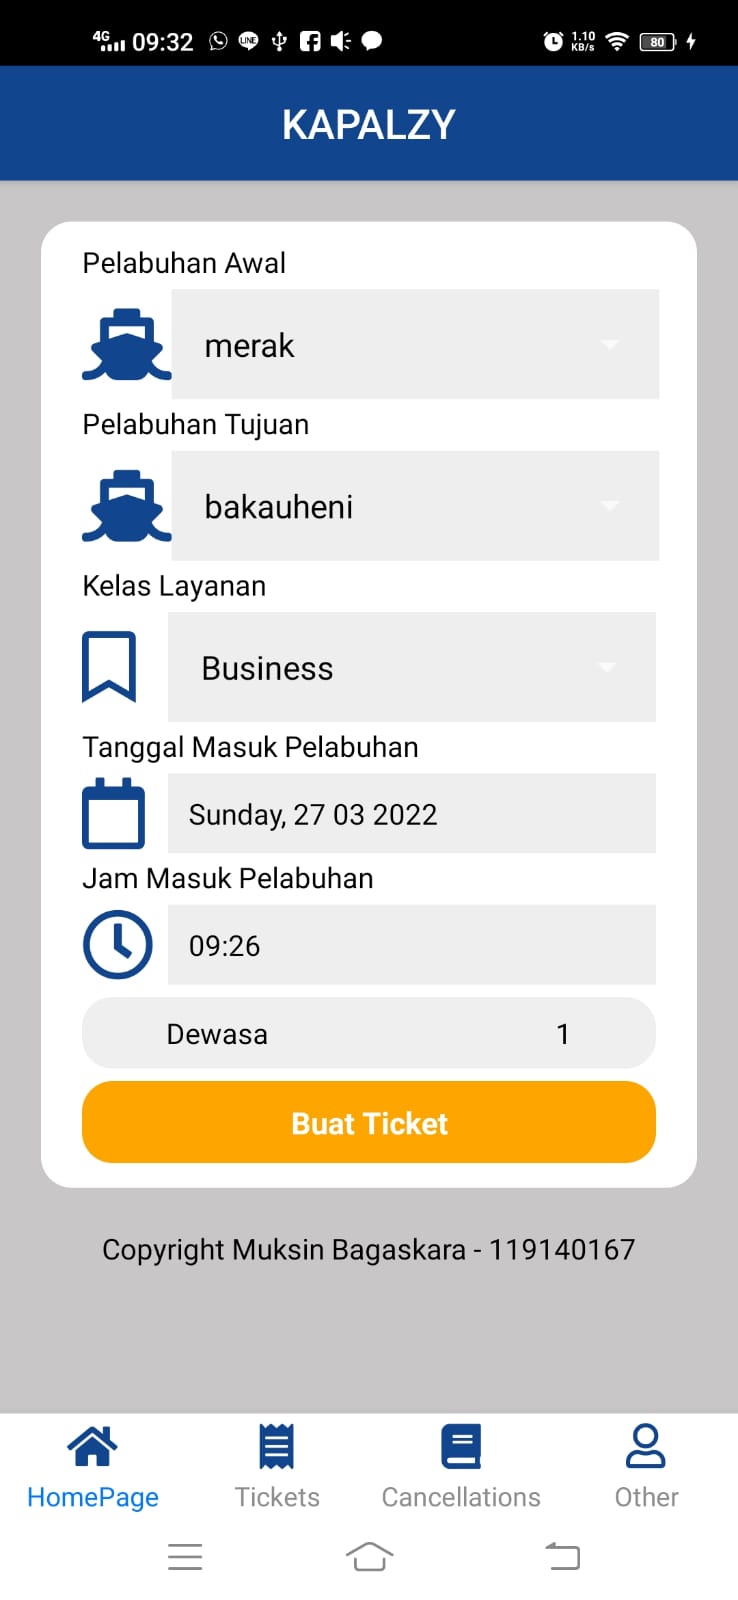 4G 09:32 LINE 1.10 KB/s 80
KAPALZY
Pelabuhan Awal
merak
Pelabuhan Tujuan
bakauheni
Kelas Layanan
Business
Tanggal Masuk Pelabuhan
Sunday, 27 03 2022
Jam Masuk Pelabuhan
09:26
Dewasa 1
Buat Ticket
Copyright Muksin Bagaskara - 119140167
HomePage Tickets Cancellations Other